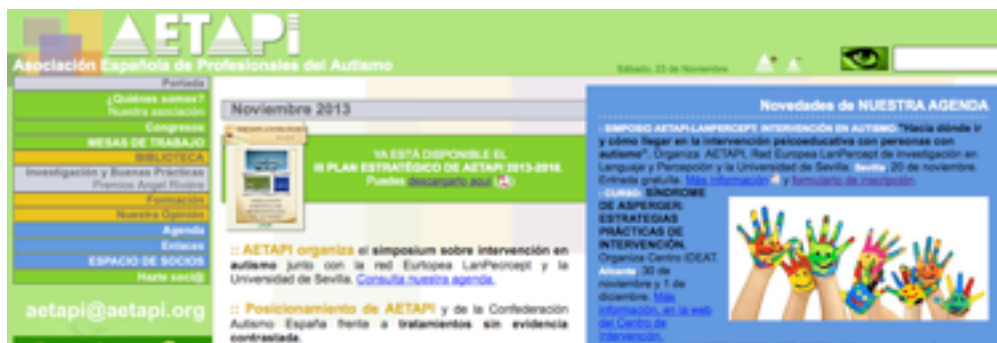 AETAPI
Asociación Española de Profesionales del Autismo
Sábado, 23 de Noviembre
Portada
¿Quiénes somos?
Nuestra asociación
Congresos
MESAS DE TRABAJO
BIBLIOTECA
Investigación y Buenas Prácticas
Premios Angel Rivière
Formación
Nuestra Opinión
Agenda
Enlaces
ESPACIO DE SOCIOS
Hazte soci@
aetapi@aetapi.org
Noviembre 2013
YA ESTÁ DISPONIBLE EL
III PLAN ESTRATÉGICO DE AETAPI 2013-2016.
Puedes descargarlo aquí
:: AETAPI organiza el simposium sobre intervención en
autismo junto con la red Eurtopea LanPercept y la
Universidad de Sevilla. Consulta nuestra agenda.
:: Posicionamiento de AETAPI y de la Confederación
Autismo España frente a tratamientos sin evidencia
contrastada.
Novedades de NUESTRA AGENDA
: SIMPOSIO AETAPI-LANPERCEPT: INTERVENCIÓN EN AUTISMO: "Hacia dónde ir
y cómo llegar en la intervención psicoeducativa con personas con
autismo". Organiza AETAPI, Red Europea LanPercept de investigación en
Lenguaje y Percepción y la Universidad de Sevilla. Sevilla, 20 de noviembre.
Entrada gratuita. Más información y formulario de inscripción.
: CURSO: SÍNDROME
DE ASPERGER:
ESTRATEGIAS
PRÁCTICAS DE
INTERVENCIÓN.
Organiza Centro IDEAT.
Alicante, 30 de
noviembre y 1 de
diciembre. Más
información, en la web
del Centro de
Intervención.